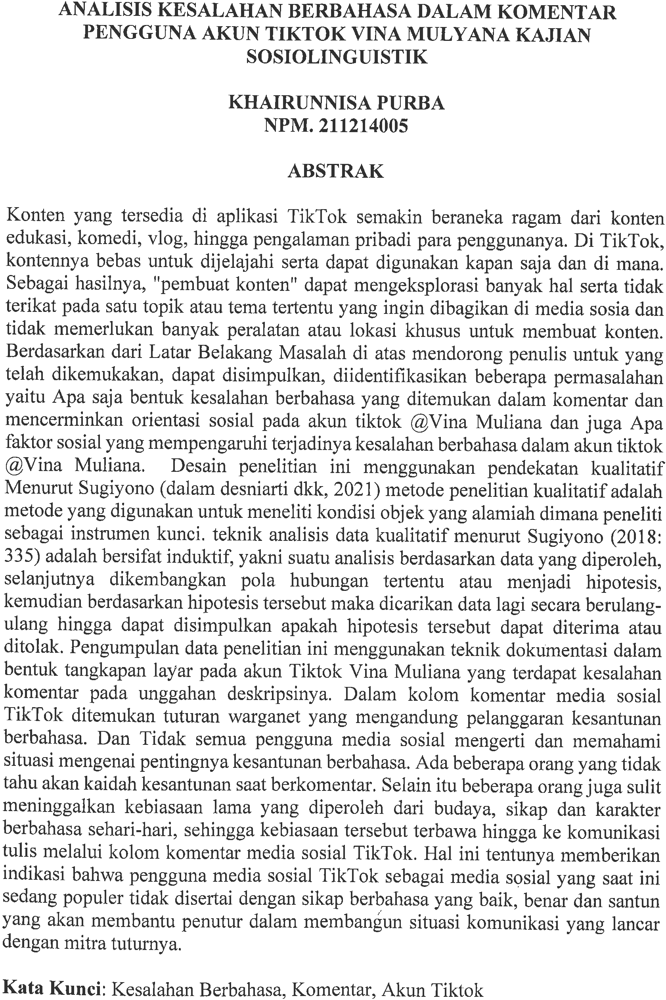 ANALISIS KESALAHAN BERBAHASA DALAM KOMENTAR
PENGGUNA AKUN TIKTOK VINA MULYANA KAJIAN
SOSIOLINGUISTIK
KHAIRUNNISA PURBA
NPM. 211214005
ABSTRAK
Konten yang tersedia di aplikasi TikTok semakin beraneka ragam dari konten
edukasi, komedi, vlog, hingga pengalaman pribadi para penggunanya. Di TikTok,
kontennya bebas untuk dijelajahi serta dapat digunakan kapan saja dan di mana.
Sebagai hasilnya, "pembuat konten" dapat mengeksplorasi banyak hal serta tidak
terikat pada satu topik atau tema tertentu yang ingin dibagikan di media sosia dan
tidak memerlukan banyak peralatan atau lokasi khusus untuk membuat konten.
Berdasarkan dari Latar Belakang Masalah di atas mendorong penulis untuk yang
telah dikemukakan, dapat disimpulkan, diidentifikasikan beberapa permasalahan
yaitu Apa saja bentuk kesalahan berbahasa yang ditemukan dalam komentar dan
mencerminkan orientasi sosial pada akun tiktok @Vina Muliana dan juga Apa
faktor sosial yang mempengaruhi terjadinya kesalahan berbahasa dalam akun tiktok
@Vina Muliana. Desain penelitian ini menggunakan pendekatan kualitatif
Menurut Sugiyono (dalam desniarti dkk, 2021) metode penelitian kualitatif adalah
metode yang digunakan untuk meneliti kondisi objek yang alamiah dimana peneliti
sebagai instrumen kunci. teknik analisis data kualitatif menurut Sugiyono (2018:
335) adalah bersifat induktif, yakni suatu analisis berdasarkan data yang diperoleh,
selanjutnya dikembangkan pola hubungan tertentu atau menjadi hipotesis,
kemudian berdasarkan hipotesis tersebut maka dicarikan data lagi secara berulang-
ulang hingga dapat disimpulkan apakah hipotesis tersebut dapat diterima atau
ditolak. Pengumpulan data penelitian ini menggunakan teknik dokumentasi dalam
bentuk tangkapan layar pada akun Tiktok Vina Muliana yang terdapat kesalahan
komentar pada unggahan deskripsinya. Dalam kolom komentar media sosial
TikTok ditemukan tuturan warganet yang mengandung pelanggaran kesantunan
berbahasa. Dan Tidak semua pengguna media sosial mengerti dan memahami
situasi mengenai pentingnya kesantunan berbahasa. Ada beberapa orang yang tidak
tahu akan kaidah kesantunan saat berkomentar. Selain itu beberapa orang juga sulit
meninggalkan kebiasaan lama yang diperoleh dari budaya, sikap dan karakter
berbahasa sehari-hari, sehingga kebiasaan tersebut terbawa hingga ke komunikasi
tulis melalui kolom komentar media sosial TikTok. Hal ini tentunya memberikan
indikasi bahwa pengguna media sosial TikTok sebagai media sosial yang saat ini
sedang populer tidak disertai dengan sikap berbahasa yang baik, benar dan santun
yang akan membantu penutur dalam membangun situasi komunikasi yang lancar
dengan mitra tuturnya.
Kata Kunci: Kesalahan Berbahasa, Komentar, Akun Tiktok